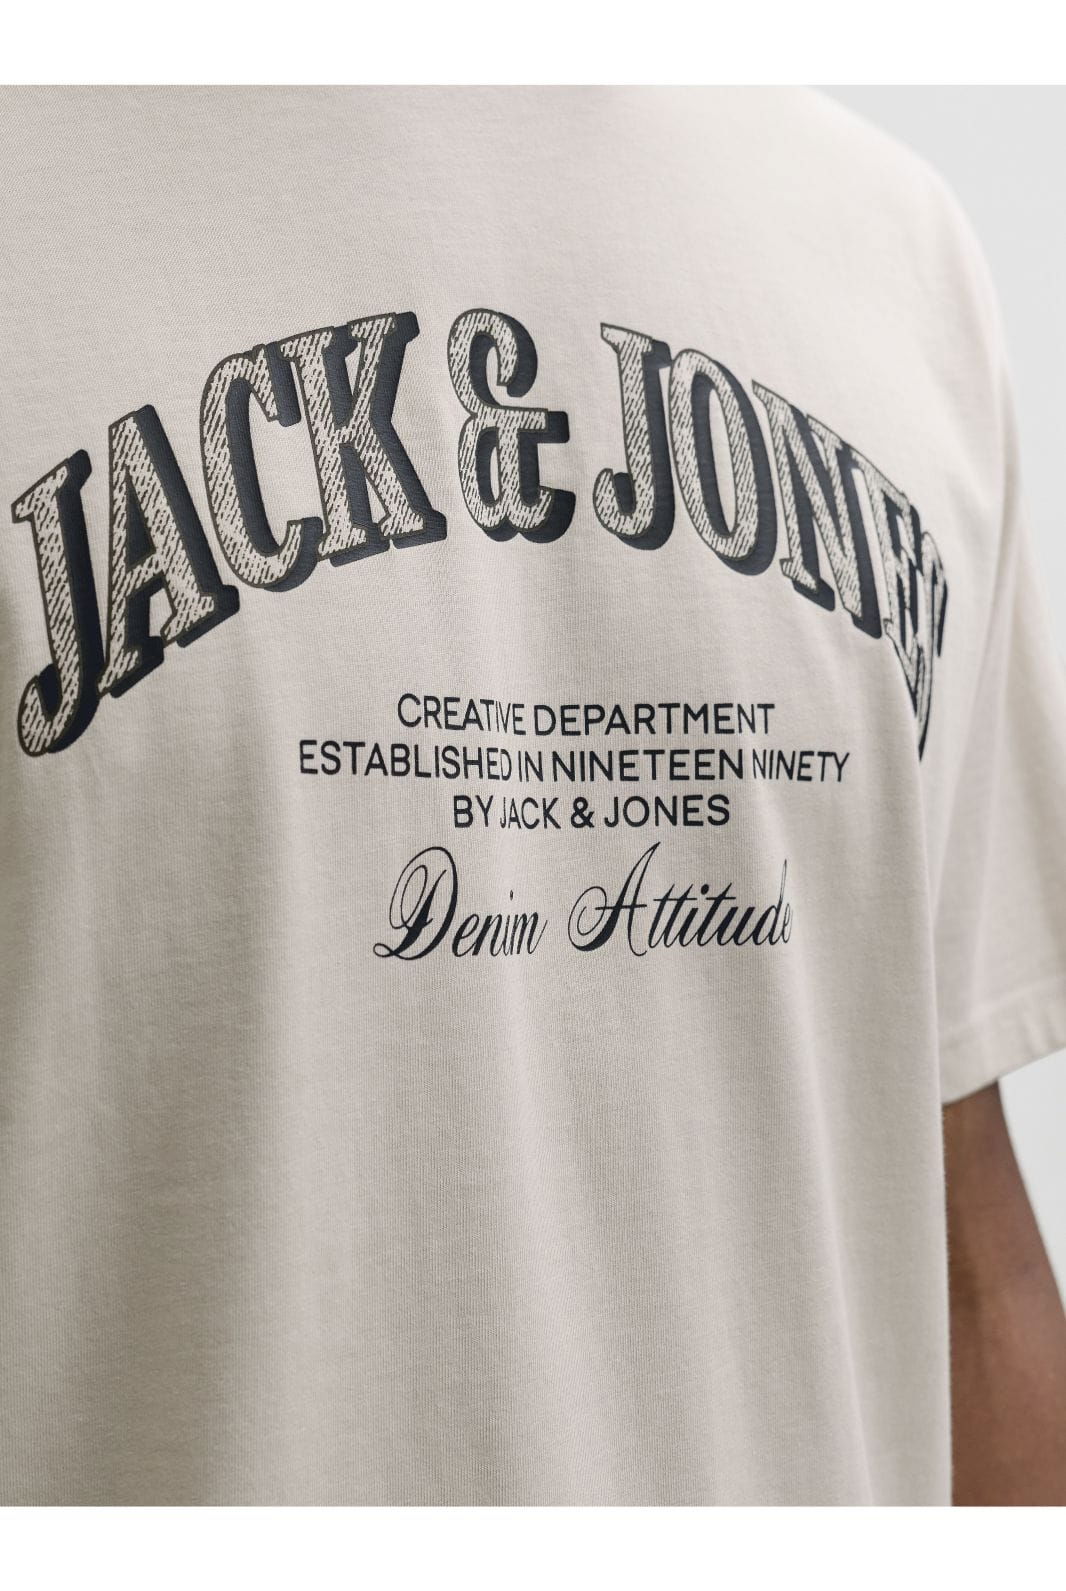 JACK & JONES
CREATIVE DEPARTMENT
ESTABLISHED IN NINETEEN NINETY
BY JACK & JONES
Denim Attitude